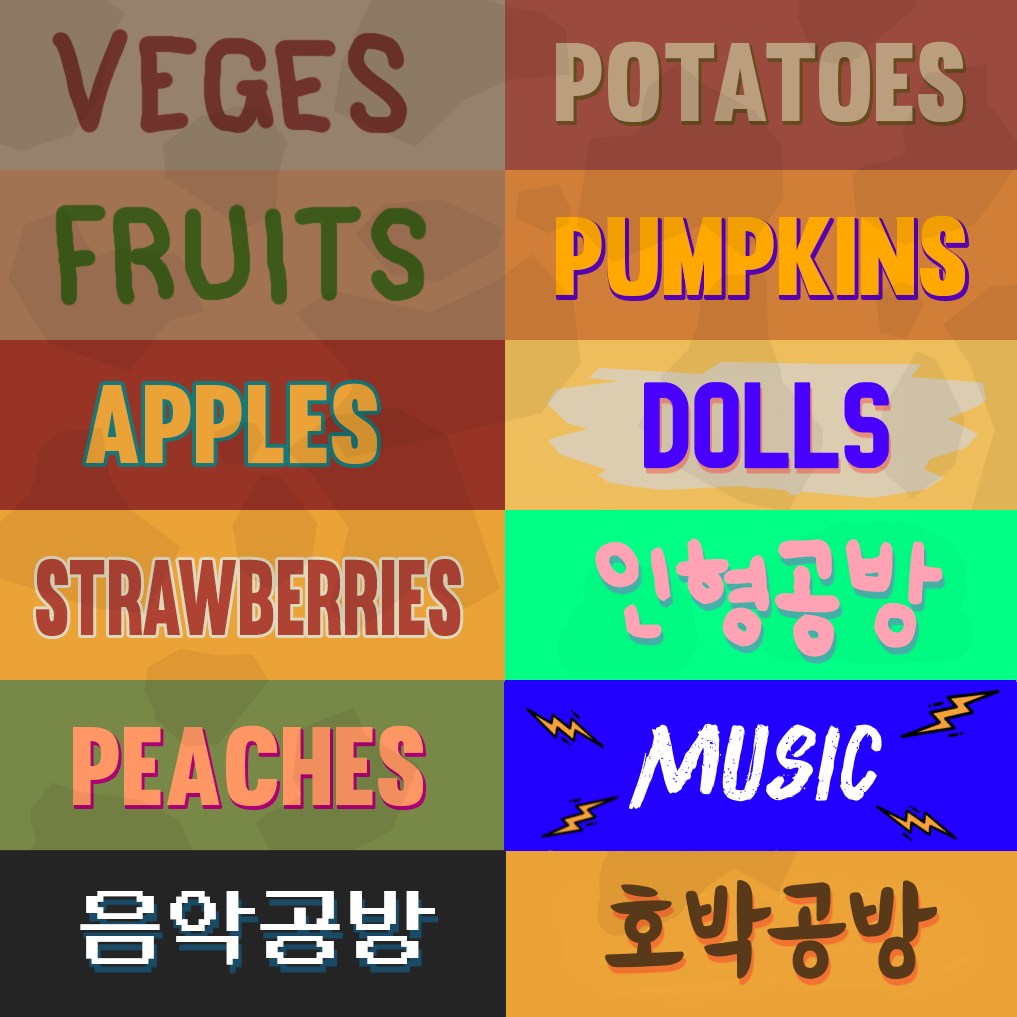 VEGES
POTATOES
FRUITS
PUMPKINS
APPLES
DOLLS
STRAWBERRIES
인형공방
PEACHES
MUSIC
음악공방
호박공방